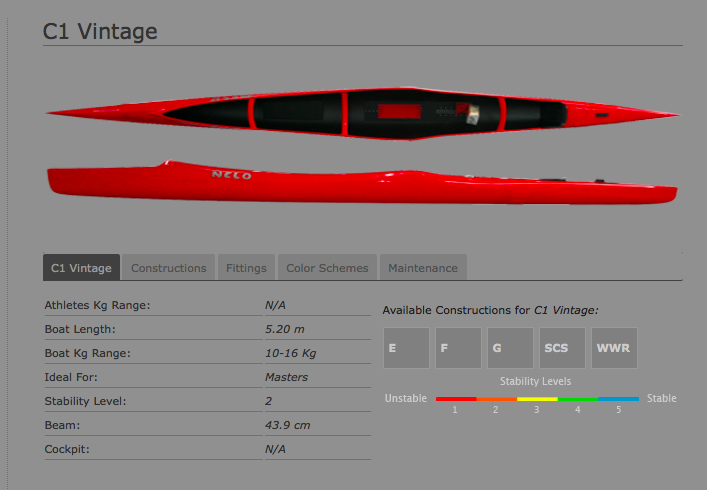 C1 Vintage
NELO
C1 Vintage Constructions Fittings Color Schemes Maintenance
Athletes Kg Range: N/A
Boat Length: 5.20 m
Boat Kg Range: 10-16 Kg
Ideal For: Masters
Stability Level: 2
Beam: 43.9 cm
Cockpit: N/A
Available Constructions for C1 Vintage:
E F G SCS WWR
Stability Levels
Unstable Stable
1 2 3 4 5